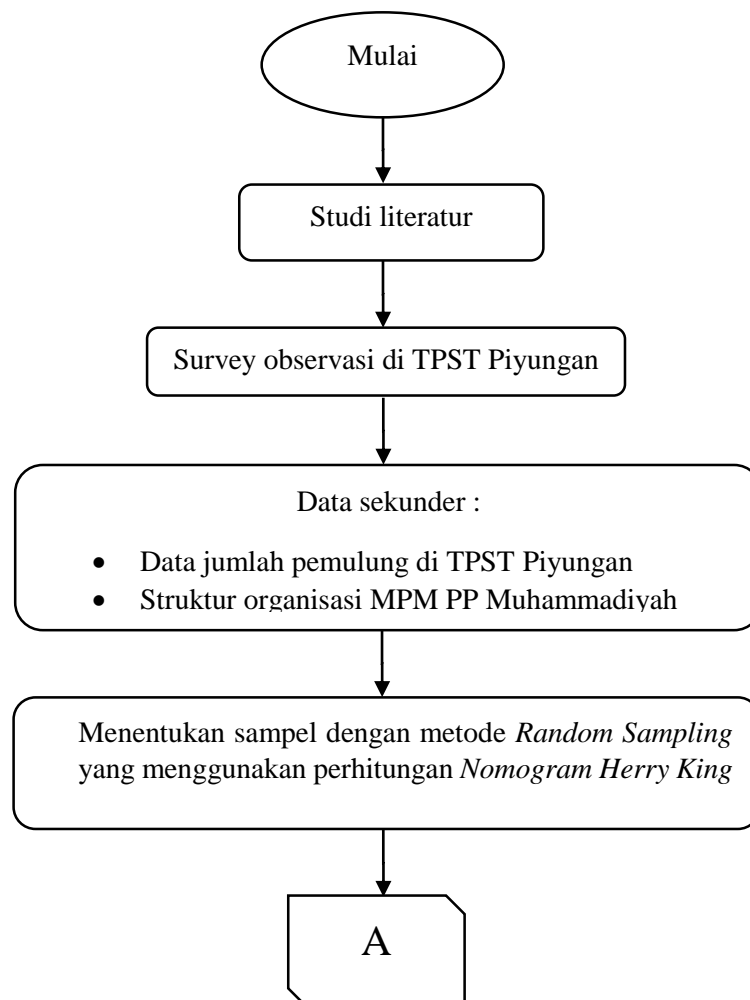 Mulai
Studi literatur
Survey observasi di TPST Piyungan
Data sekunder :
• Data jumlah pemulung di TPST Piyungan
• Struktur organisasi MPM PP Muhammadiyah
Menentukan sampel dengan metode Random Sampling
yang menggunakan perhitungan Nomogram Herry King
A